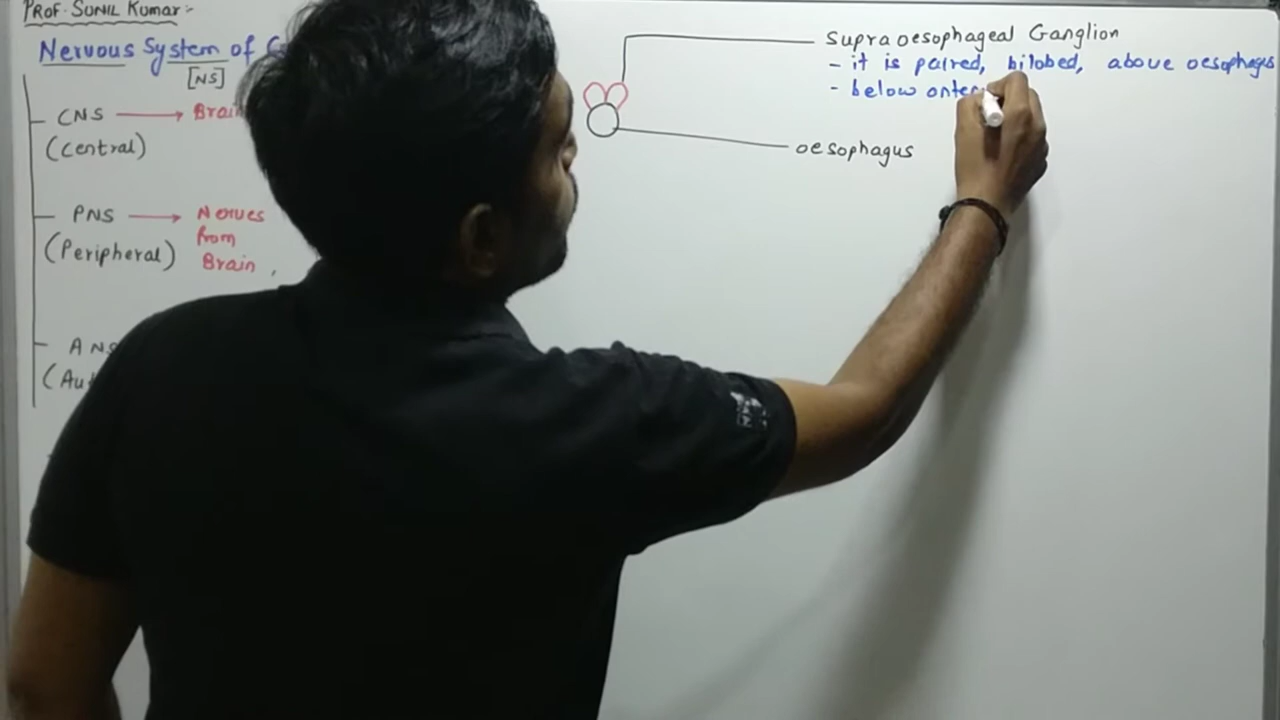 PROF. SUNIL Kumar :-
Nervous System of
[NS]
CNS → Brain
(Central)
PNS → Nerves
from
(Peripheral)
Brain ,
ANS
Supraoesophageal Ganglion
- it is paired, bilobed, above oesophagus
- below
oesophagus